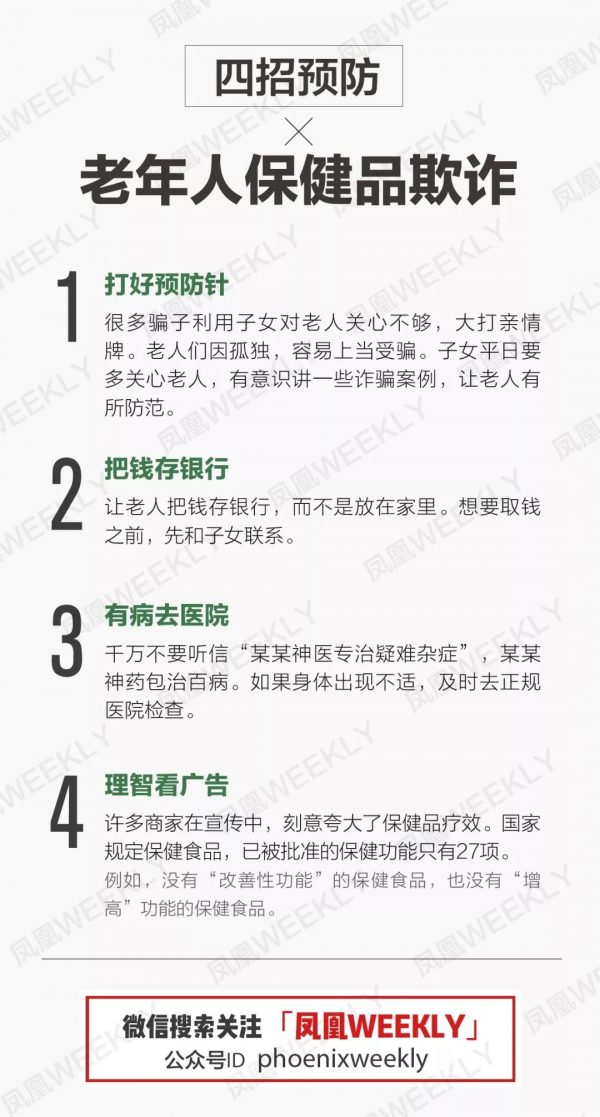 四招预防
×
老年人保健品欺诈
1
打好预防针
很多骗子利用子女对老人关心不够，大打亲情
牌。老人们因孤独，容易上当受骗。子女平日要
多关心老人，有意识讲一些诈骗案例，让老人有
所防范。
2
把钱存银行
让老人把钱存银行，而不是放在家里。想要取钱
之前，先和子女联系。
3
有病去医院
千万不要听信“某某神医专治疑难杂症”，某某
神药包治百病。如果身体出现不适，及时去正规
医院检查。
4
理智看广告
许多商家在宣传中，刻意夸大了保健品疗效。国家
规定保健食品，已被批准的保健功能只有27项。
例如，没有“改善性功能”的保健食品，也没有“增
高”功能的保健食品。
微信搜索关注「凤凰WEEKLY」
公众号ID phoenixweekly
凤凰WEEKLY